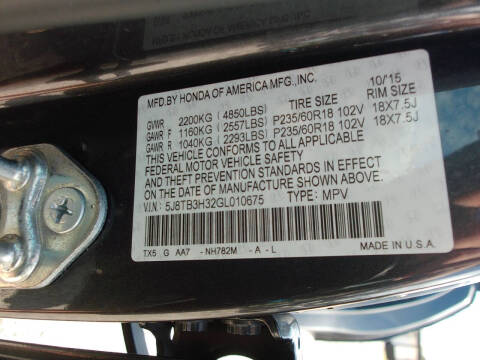 MFD.BY HONDA OF AMERICA MFG.,INC. 10/15
GVWR 2200KG (4850LBS) TIRE SIZE RIM SIZE
GAWR F 1160KG (2557LBS) P235/60R18 102V 18X7.5J
GAWR R 1040KG (2293LBS) P235/60R18 102V 18X7.5J
THIS VEHICLE CONFORMS TO ALL APPLICABLE
FEDERAL MOTOR VEHICLE SAFETY
AND THEFT PREVENTION STANDARDS IN EFFECT
ON THE DATE OF MANUFACTURE SHOWN ABOVE.
V.I.N: 5J8TB3H32GL010675 TYPE: MPV
TX5 G AA7 -NH782M -A-L MADE IN U.S.A.